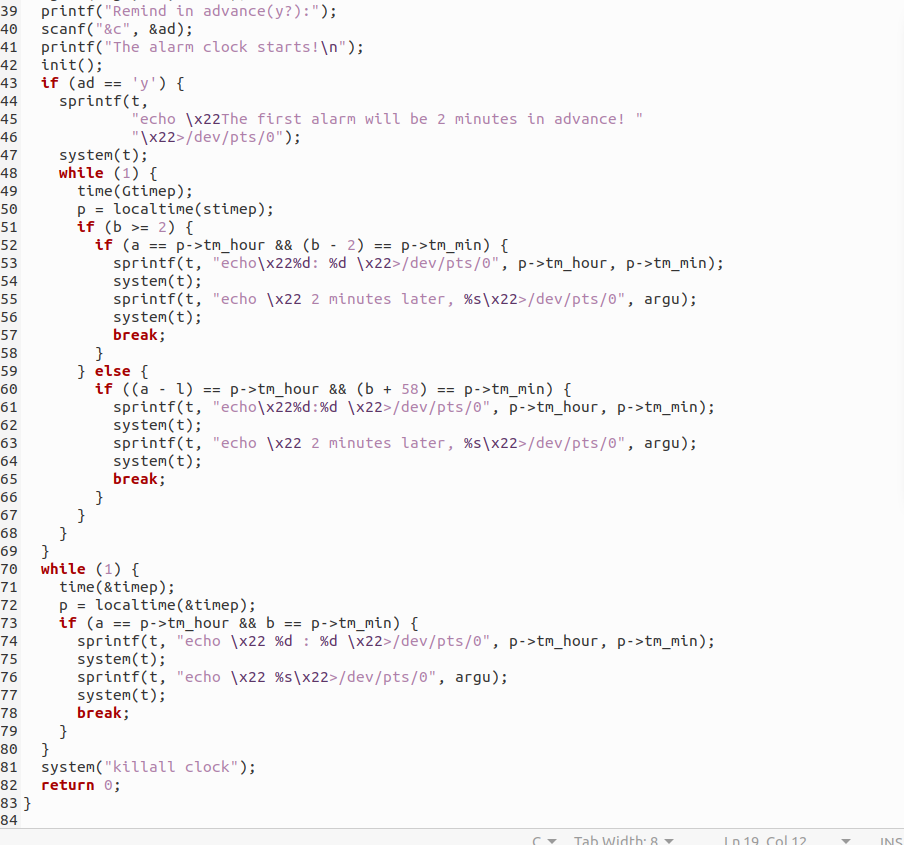 39 printf("Remind in advance(y?):");
40 scanf("&c", &ad);
41 printf("The alarm clock starts!\n");
42 init();
43 if (ad == 'y') {
44 sprintf(t,
45 "echo \x22The first alarm will be 2 minutes in advance! "
46 "\x22>/dev/pts/0");
47 system(t);
48 while (1) {
49 time(Gtimep);
50 p = localtime(stimep);
51 if (b >= 2) {
52 if (a == p->tm_hour && (b - 2) == p->tm_min) {
53 sprintf(t, "echo\x22%d: %d \x22>/dev/pts/0", p->tm_hour, p->tm_min);
54 system(t);
55 sprintf(t, "echo \x22 2 minutes later, %s\x22>/dev/pts/0", argu);
56 system(t);
57 break;
58 }
59 } else {
60 if ((a - l) == p->tm_hour && (b + 58) == p->tm_min) {
61 sprintf(t, "echo\x22%d:%d \x22>/dev/pts/0", p->tm_hour, p->tm_min);
62 system(t);
63 sprintf(t, "echo \x22 2 minutes later, %s\x22>/dev/pts/0", argu);
64 system(t);
65 break;
66 }
67 }
68 }
69 }
70 while (1) {
71 time(&timep);
72 p = localtime(&timep);
73 if (a == p->tm_hour && b == p->tm_min) {
74 sprintf(t, "echo \x22 %d : %d \x22>/dev/pts/0", p->tm_hour, p->tm_min);
75 system(t);
76 sprintf(t, "echo \x22 %s\x22>/dev/pts/0", argu);
77 system(t);
78 break;
79 }
80 }
81 system("killall clock");
82 return 0;
83 }
84
C Tab Width: 8 Ln 19, Col 12 INS